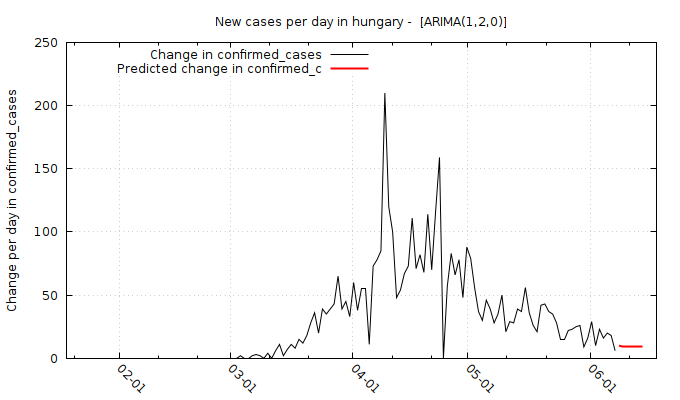 New cases per day in hungary -  [ARIMA(1,2,0)]
Change in confirmed_cases
Predicted change in confirmed_c
Change per day in confirmed_cases
250
200
150
100
50
0
02-01
03-01
04-01
05-01
06-01